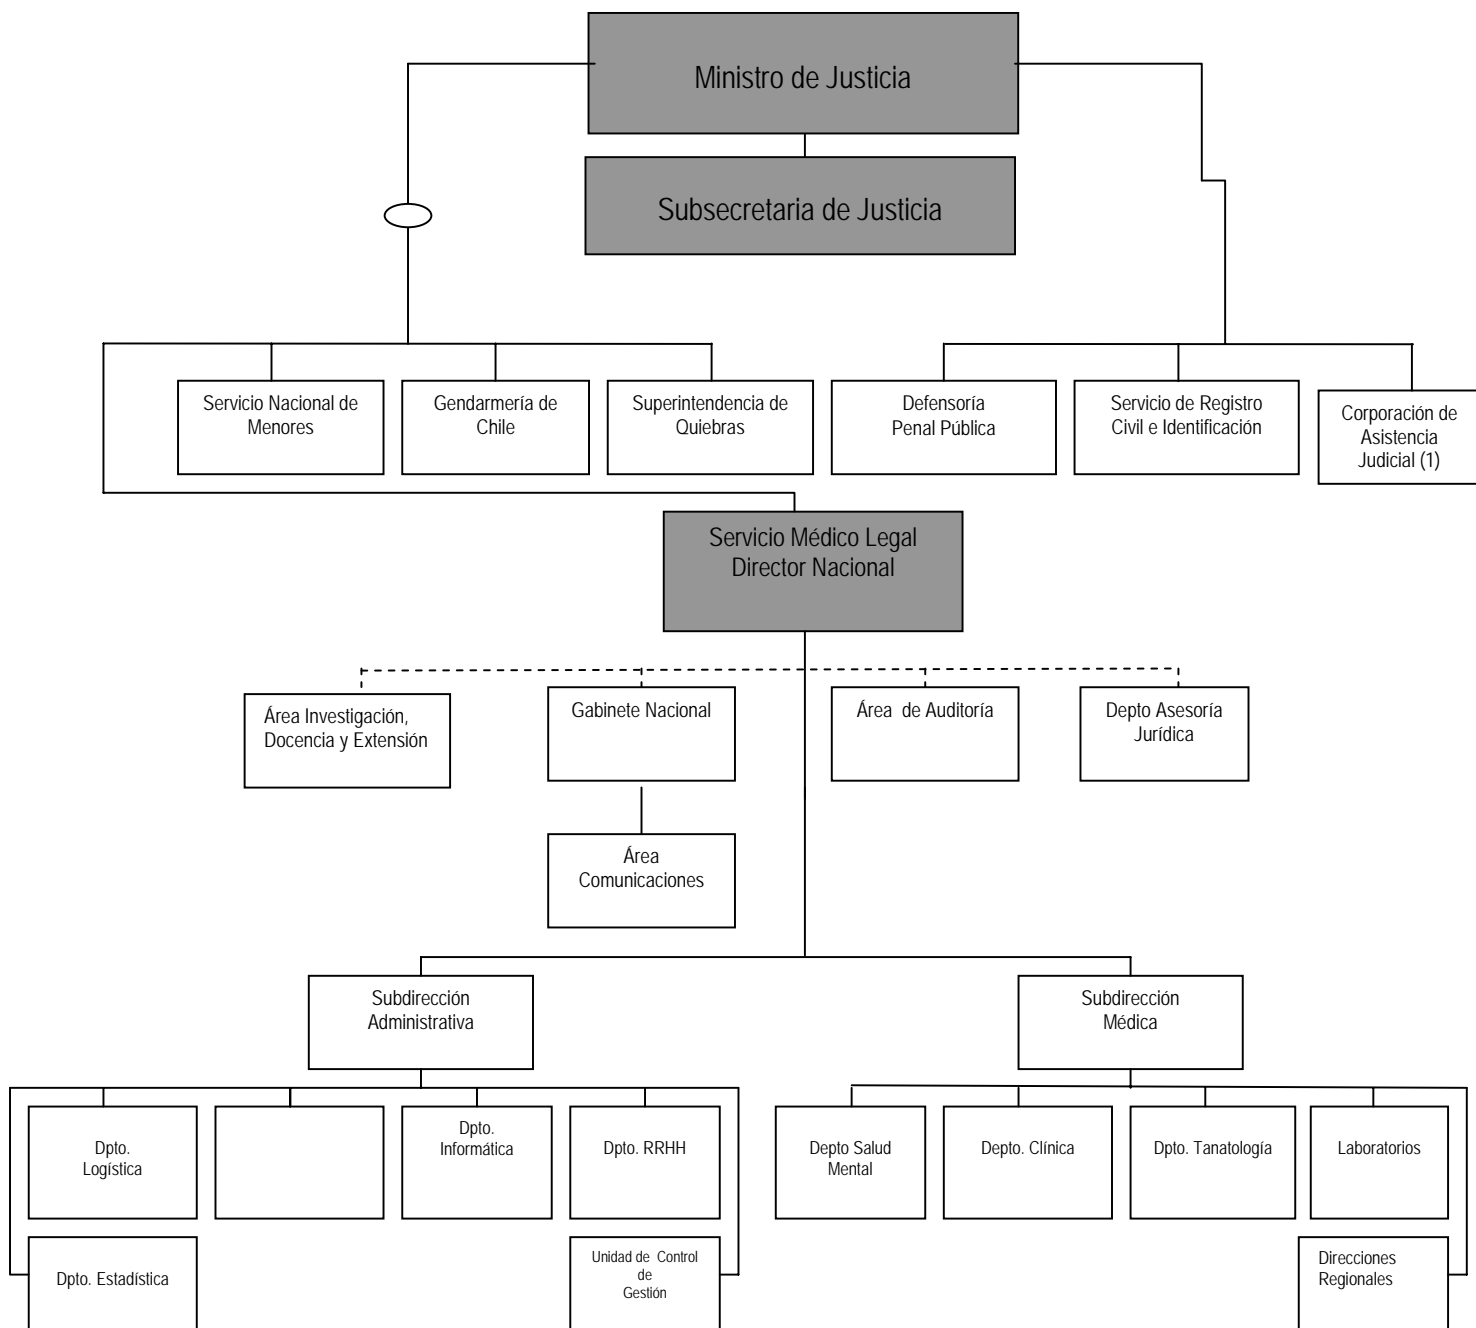 Ministro de Justicia
Subsecretaria de Justicia
Servicio Nacional de
Menores
Gendarmería de
Chile
Superintendencia de
Quiebras
Defensoría
Penal Pública
Servicio de Registro
Civil e Identificación
Corporación de
Asistencia
Judicial (1)
Servicio Médico Legal
Director Nacional
Área Investigación,
Docencia y Extensión
Gabinete Nacional
Área de Auditoría
Depto Asesoría
Jurídica
Área
Comunicaciones
Subdirección
Administrativa
Subdirección
Médica
Dpto.
Logística
Dpto.
Informática
Dpto. RRHH
Depto Salud
Mental
Depto. Clínica
Dpto. Tanatología
Laboratorios
Dpto. Estadística
Unidad de Control
de
Gestión
Direcciones
Regionales